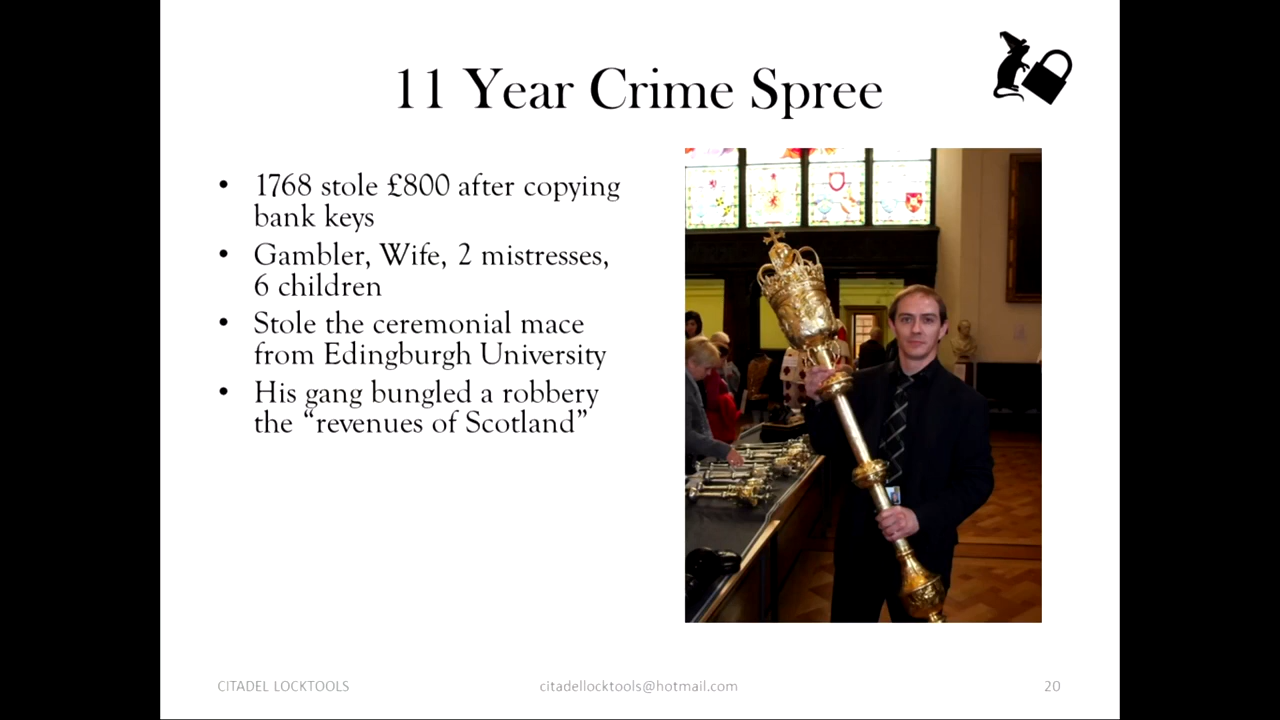 11 Year Crime Spree
• 1768 stole £800 after copying
bank keys
• Gambler, Wife, 2 mistresses,
6 children
• Stole the ceremonial mace
from Edingburgh University
• His gang bungled a robbery
the “revenues of Scotland”
CITADEL LOCKTOOLS
citadellocktools@hotmail.com
20